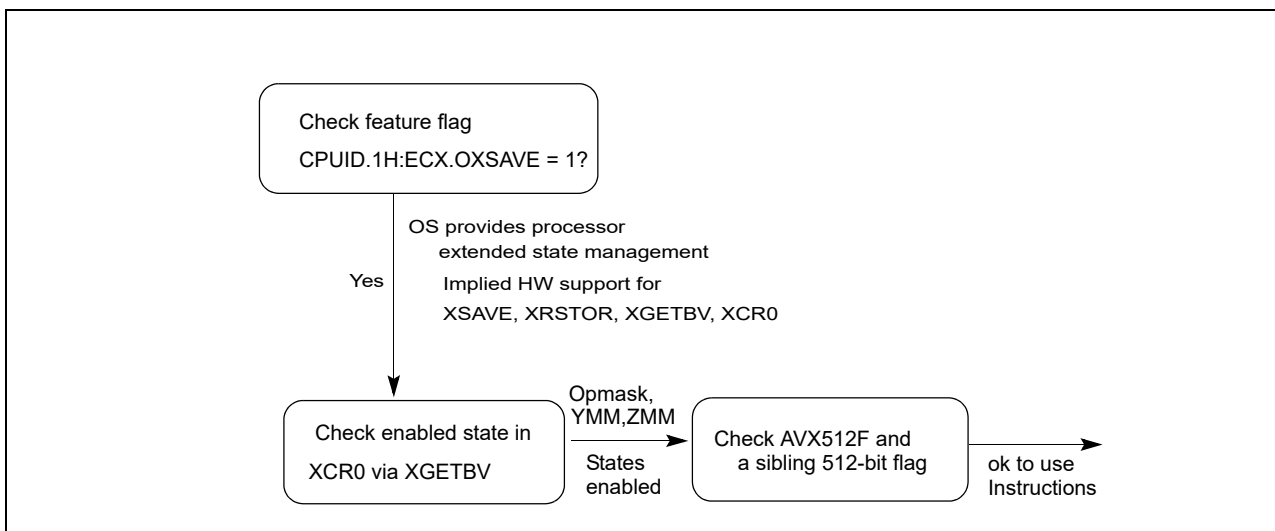 Check feature flag
CPUID.1H:ECX.OXSAVE = 1?
OS provides processor
extended state management
Yes
Implied HW support for
XSAVE, XRSTOR, XGETBV, XCR0
Check enabled state in
XCR0 via XGETBV
Opmask,
YMM,ZMM
States
enabled
Check AVX512F and
a sibling 512-bit flag
ok to use
Instructions